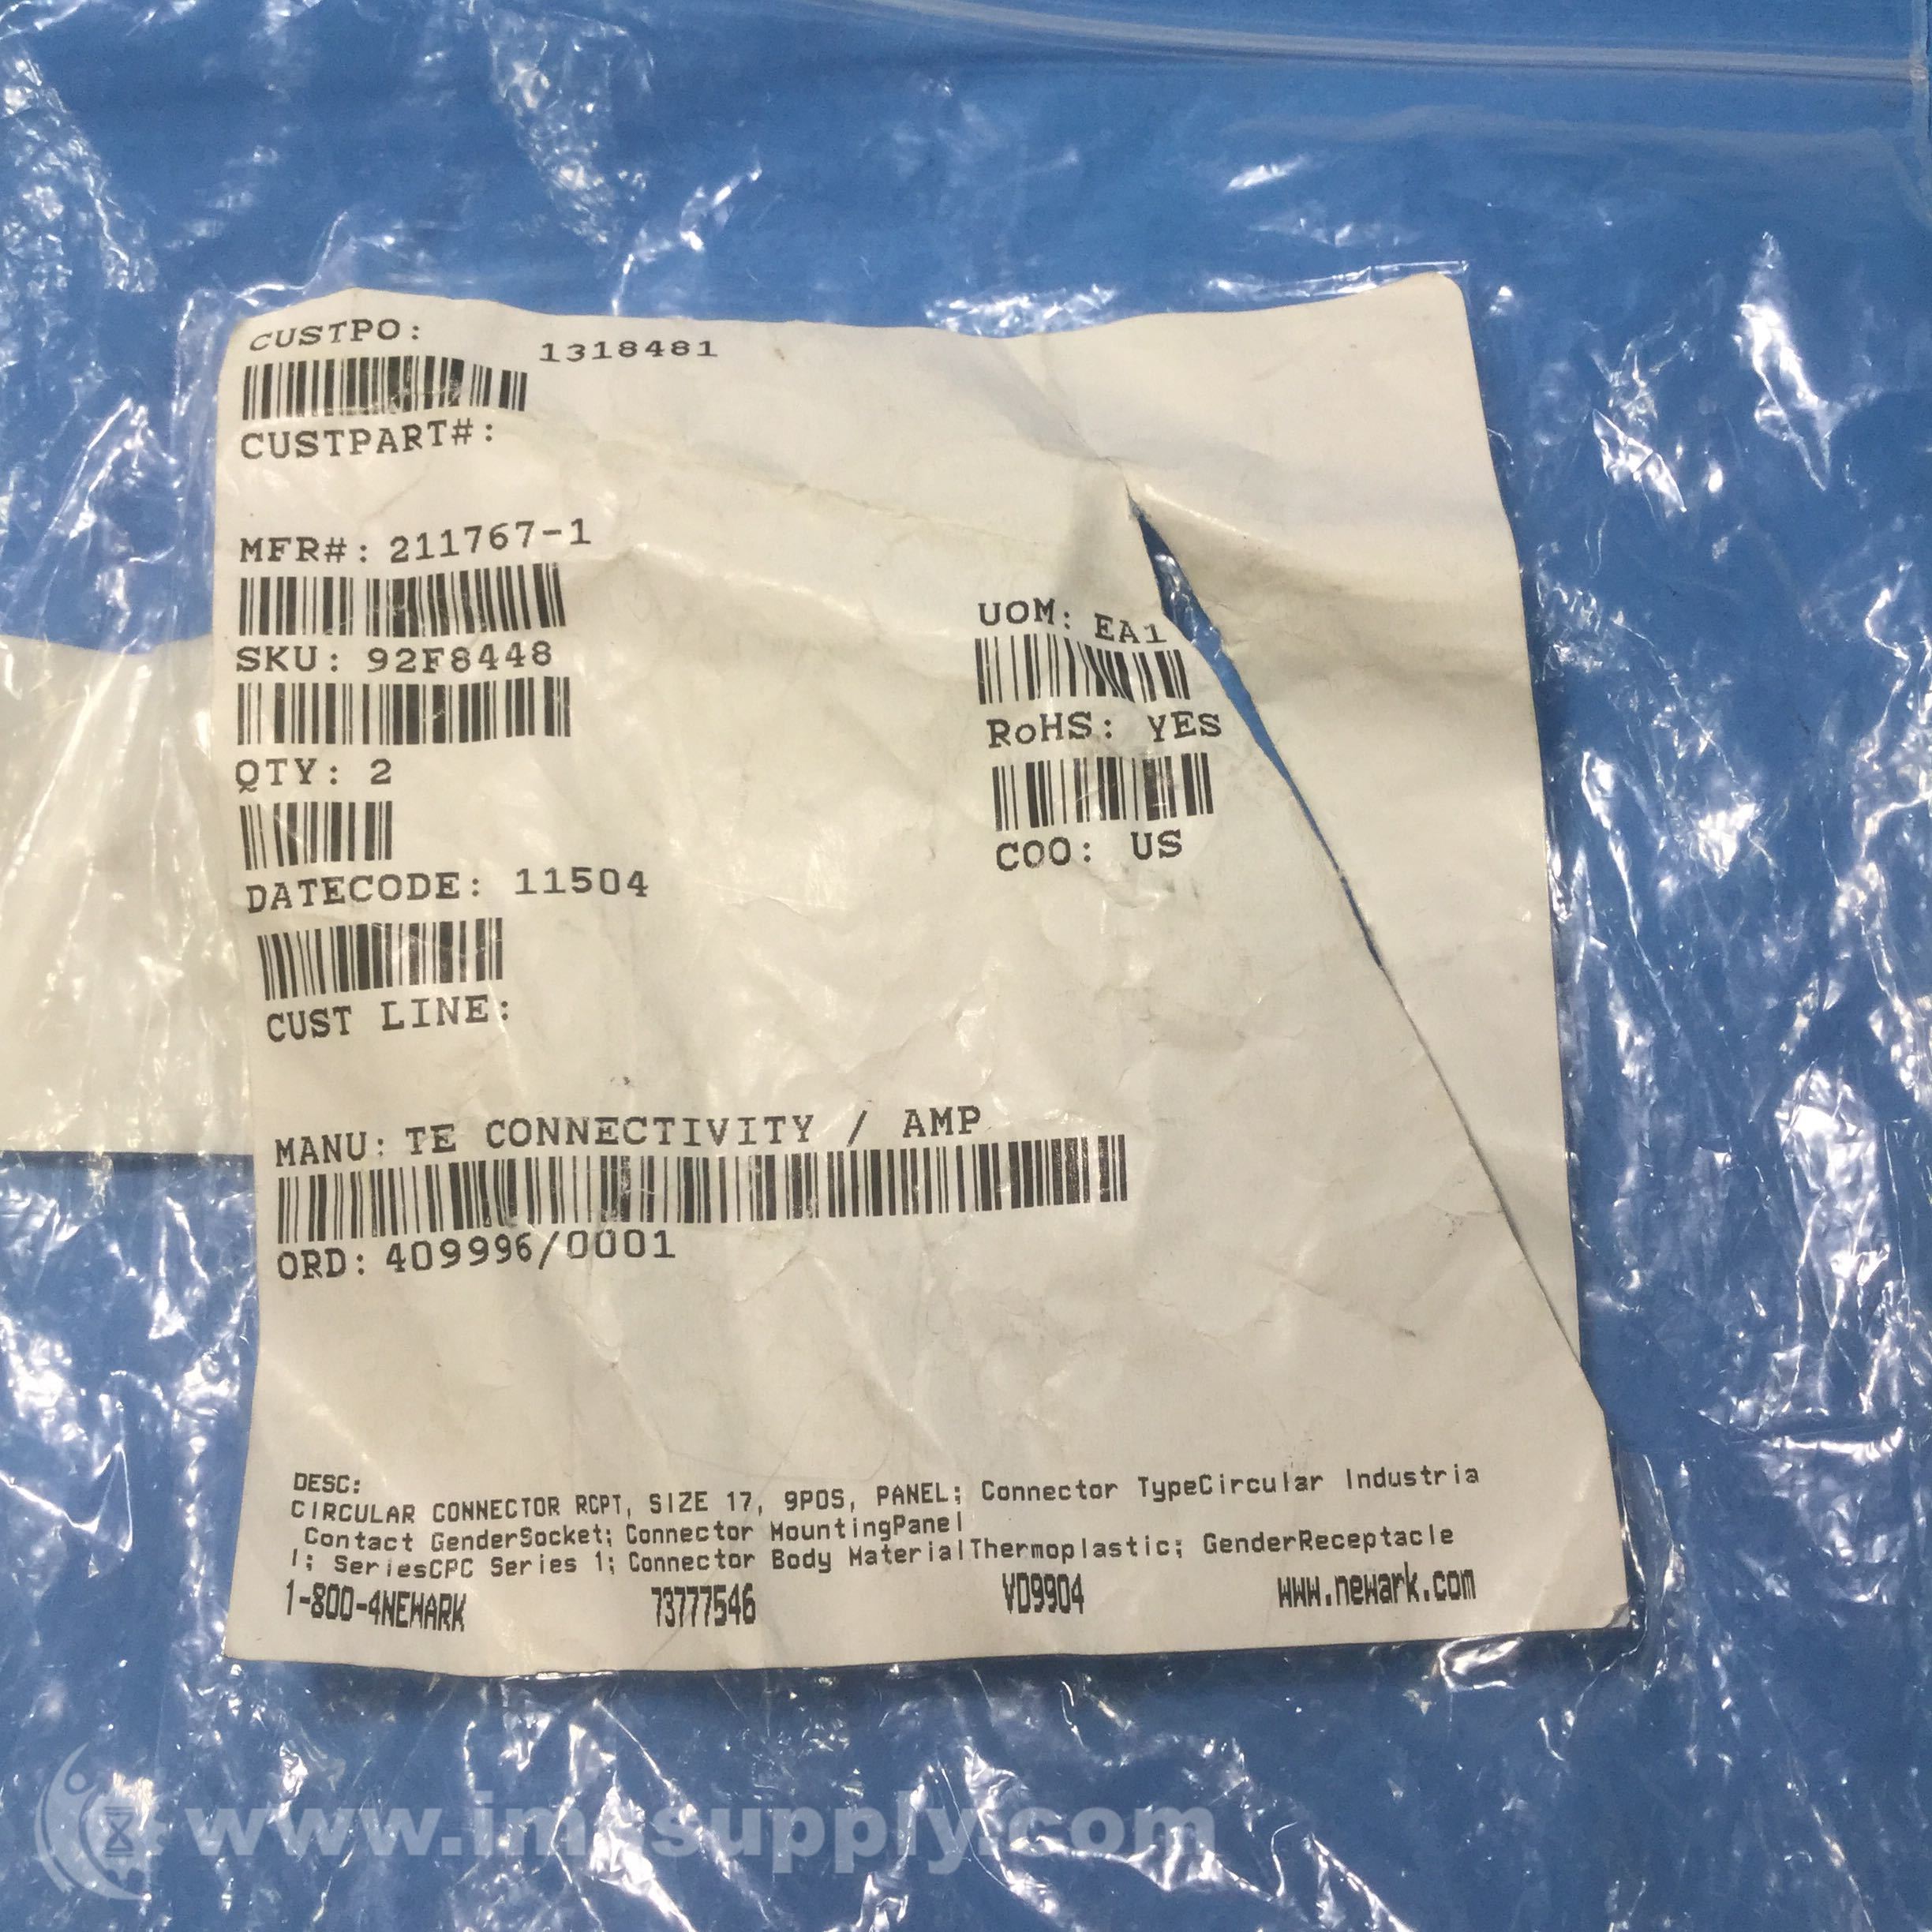 CUSTPO: 1318481
CUSTPART#:
MFR#: 211767-1
SKU: 92F8448
QTY: 2
DATECODE: 11504
CUST LINE:
UOM: EA1
RoHS: YES
COO: US
MANU: TE CONNECTIVITY / AMP
ORD: 409996/0001
DESC:
CIRCULAR CONNECTOR RCPT, SIZE 17, 9POS, PANEL; Connector TypeCircular Industria
Contact GenderSocket; Connector MountingPanel
l; SeriesCPC Series 1; Connector Body MaterialThermoplastic; GenderReceptacle
1-800-4NEWARK 73777546 VD9904 www.newark.com
www.imasupply.com